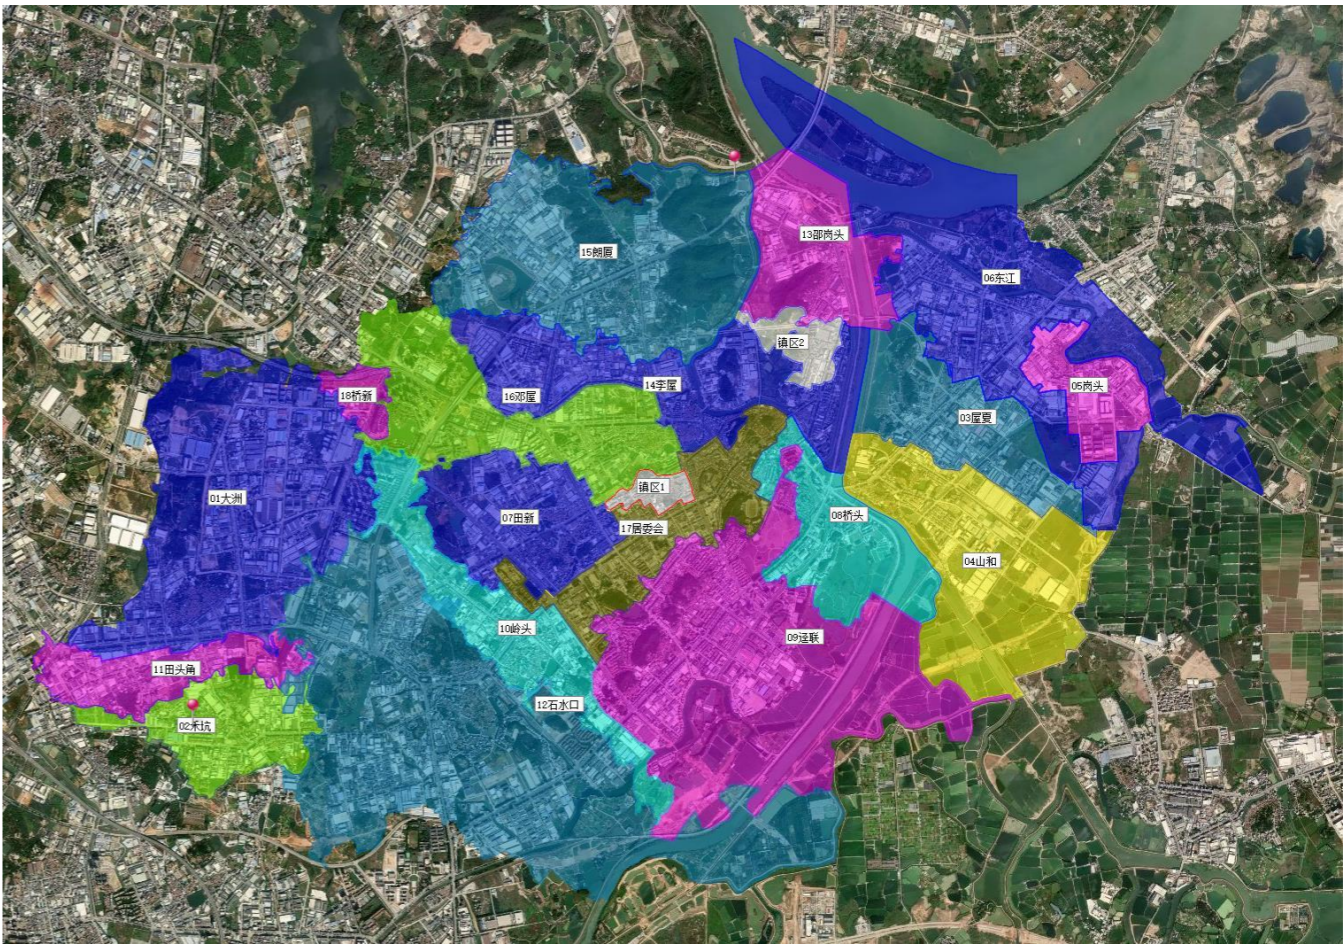 13邵岗头
15朗厦
06东江
镇区2
14李屋
05岗头
18桥新
16邓屋
03屋夏
镇区1
01大洲
07田新
08桥头
17居委会
04山和
10岭头
09迳联
11田头角
12石水口
02禾坑